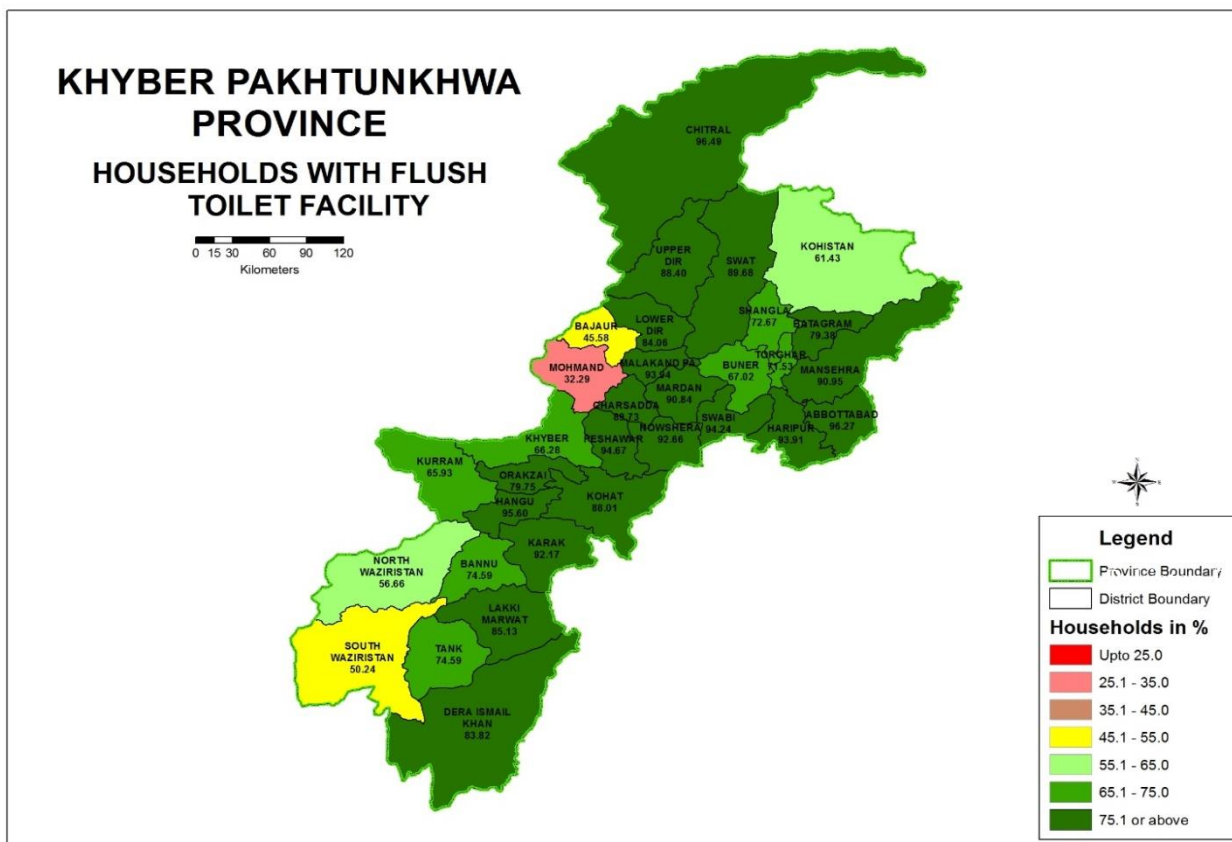 KHYBER PAKHTUNKHWA
PROVINCE
HOUSEHOLDS WITH FLUSH
TOILET FACILITY
0 15 30 60 90 120
Kilometers
CHITRAL
96.49
UPPER
DIR
88.40
SWAT
89.68
KOHISTAN
61.43
SHANGLA
72.67
BATAGRAM
79.38
LOWER
DIR
84.06
BAJAUR
45.58
MOHMAND
32.29
MALAKAND PA
93.94
BUNER
67.02
TORGHAR
71.53
MANSEHRA
90.95
MARDAN
90.84
CHARSADDA
89.73
SWABI
94.24
ABBOTTABAD
96.27
HARIPUR
93.91
NOWSHERA
92.66
PESHAWAR
94.67
KHYBER
66.28
KURRAM
65.93
ORAKZAI
79.75
HANGU
95.60
KOHAT
88.01
KARAK
92.17
NORTH
WAZIRISTAN
56.66
BANNU
74.59
LAKKI
MARWAT
85.13
SOUTH
WAZIRISTAN
50.24
TANK
74.59
DERA ISMAIL
KHAN
83.82
Legend
Province Boundary
District Boundary
Households in %
Upto 25.0
25.1 - 35.0
35.1 - 45.0
45.1 - 55.0
55.1 - 65.0
65.1 - 75.0
75.1 or above